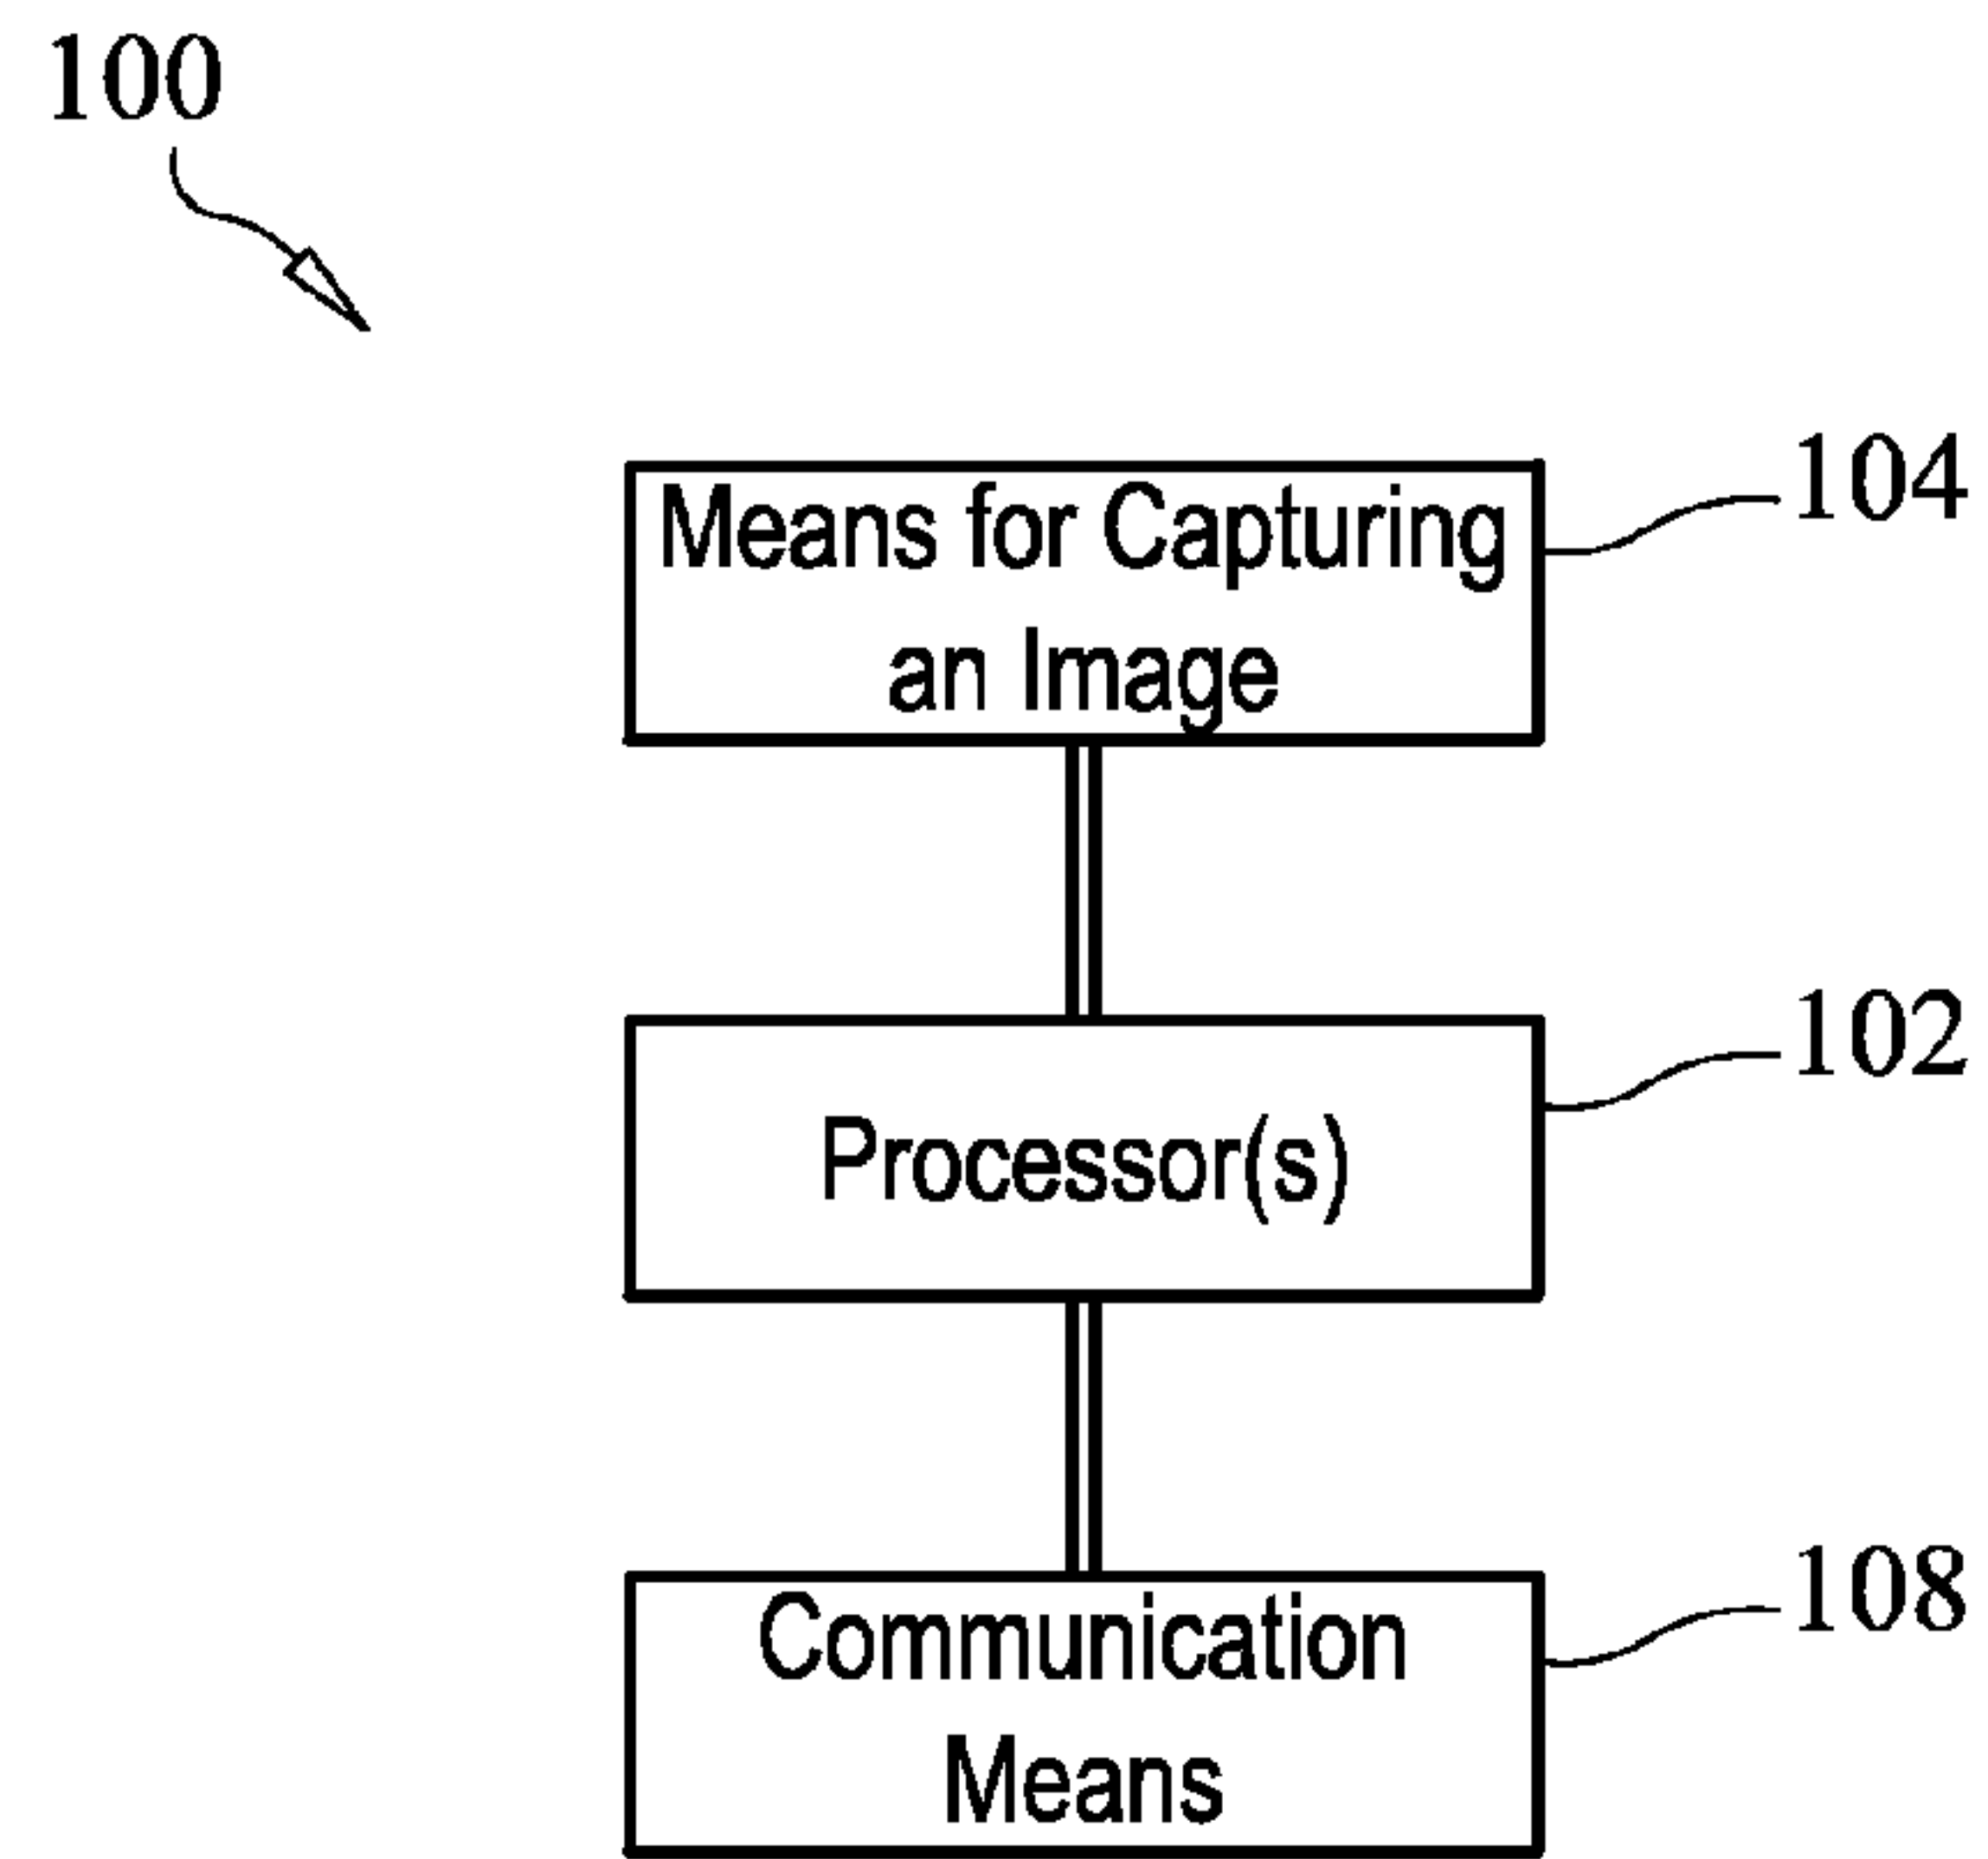 100
Means for Capturing
an Image
104
Processor(s)
102
Communication
Means
108